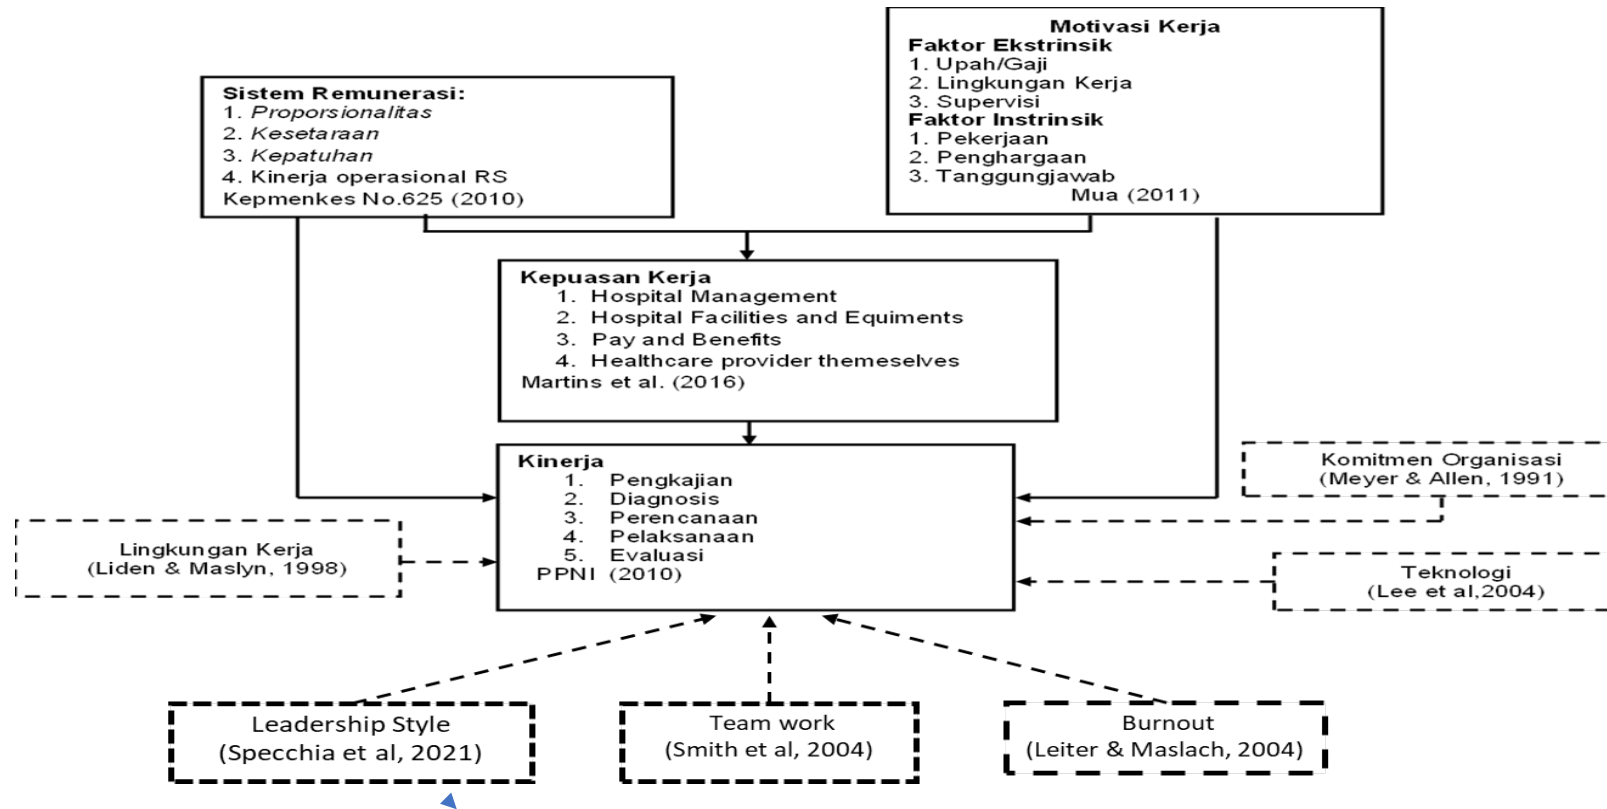 Motivasi Kerja
Faktor Ekstrinsik
1. Upah/Gaji
2. Lingkungan Kerja
3. Supervisi
Faktor Instrinsik
1. Pekerjaan
2. Penghargaan
3. Tanggungjawab
Mua (2011)
Sistem Remunerasi:
1. Proporsionalitas
2. Kesetaraan
3. Kepatuhan
4. Kinerja operasional RS
Kepmenkes No.625 (2010)
Kepuasan Kerja
1. Hospital Management
2. Hospital Facilities and Equiments
3. Pay and Benefits
4. Healthcare provider themeselves
Martins et al. (2016)
Kinerja
1. Pengkajian
2. Diagnosis
3. Perencanaan
4. Pelaksanaan
5. Evaluasi
PPNI (2010)
Komitmen Organisasi
(Meyer & Allen, 1991)
Lingkungan Kerja
(Liden & Maslyn, 1998)
Teknologi
(Lee et al,2004)
Leadership Style
(Specchia et al, 2021)
Team work
(Smith et al, 2004)
Burnout
(Leiter & Maslach, 2004)